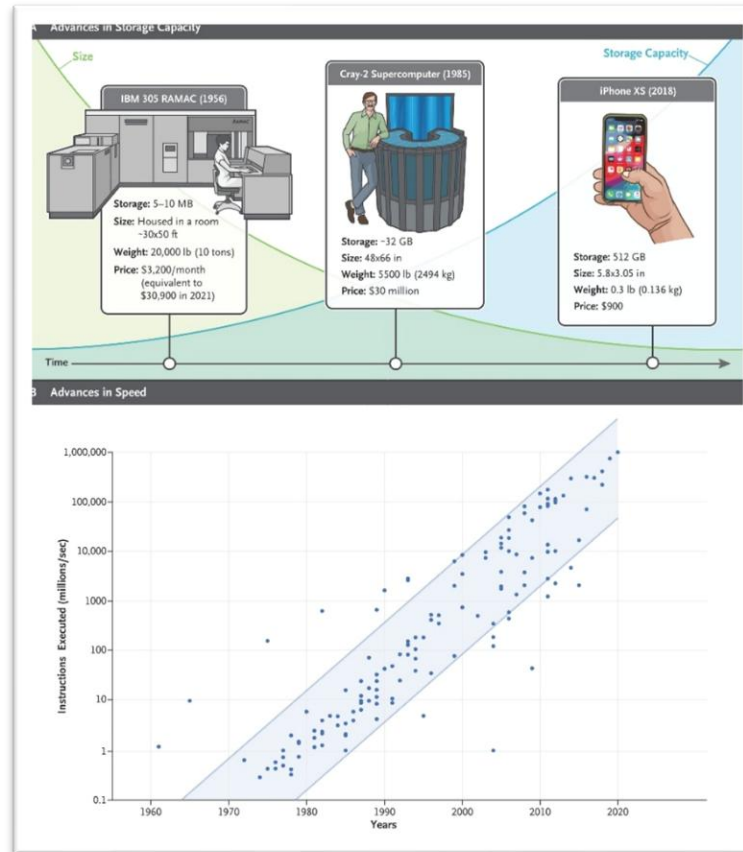 Advances in Storage Capacity
Size
Storage Capacity
IBM 305 RAMAC (1956)
Storage: 5–10 MB
Size: Housed in a room
~30x50 ft
Weight: 20,000 lb (10 tons)
Price: $3,200/month
(equivalent to
$30,900 in 2021)
Cray-2 Supercomputer (1985)
Storage: ~32 GB
Size: 48x66 in
Weight: 5500 lb (2494 kg)
Price: $30 million
iPhone XS (2018)
Storage: 512 GB
Size: 5.8x3.05 in
Weight: 0.3 lb (0.136 kg)
Price: $900
Time
B Advances in Speed
Instructions Executed (millions/sec)
1,000,000
100,000
10,000
1000
100
10
1
0.1
1960 1970 1980 1990 2000 2010 2020
Years